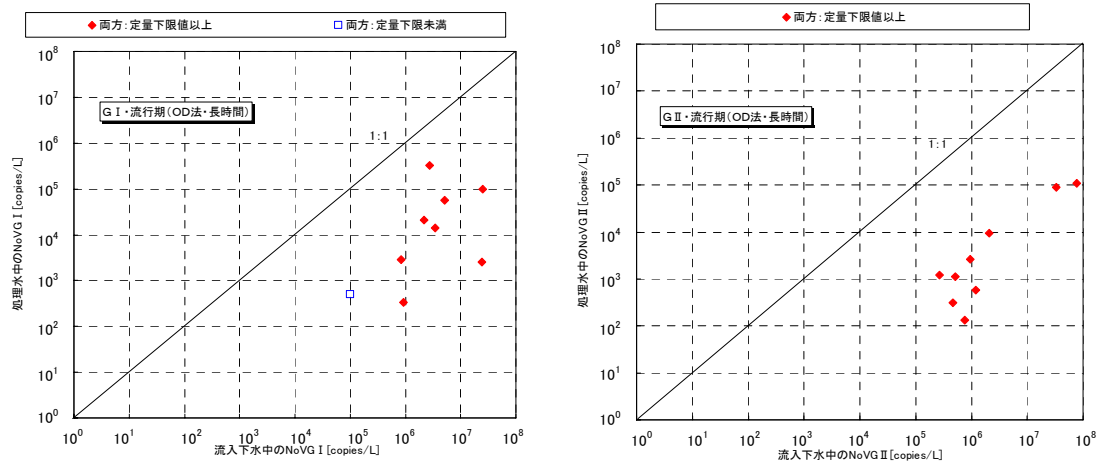 ◆ 両方:定量下限値以上 □ 両方:定量下限未満
10⁸
10⁷
10⁶
10⁵
10⁴
10³
10²
10¹
10⁰
処理水中のNoVGⅠ[copies/L]
GⅠ・流行期(OD法・長時間)
1:1
10⁰ 10¹ 10² 10³ 10⁴ 10⁵ 10⁶ 10⁷ 10⁸
流入下水中のNoVGⅠ[copies/L]
◆ 両方:定量下限値以上
10⁸
10⁷
10⁶
10⁵
10⁴
10³
10²
10¹
10⁰
処理水中のNoVGⅡ[copies/L]
GⅡ・流行期(OD法・長時間)
1:1
10⁰ 10¹ 10² 10³ 10⁴ 10⁵ 10⁶ 10⁷ 10⁸
流入下水中のNoVGⅡ[copies/L]